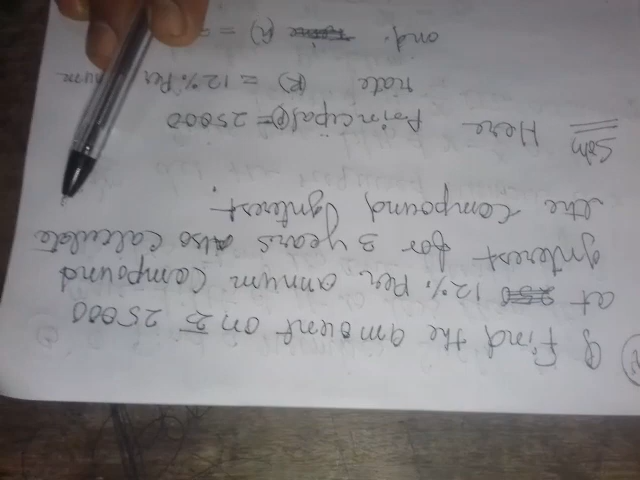 Q Find the amount on ₹ 25000
at 12% Per annum Compound
Interest for 3 years Also Calculate
the Compound Interest.
Soln Here Principal(P) = 25000
rate (R) = 12% Per
and (n) =